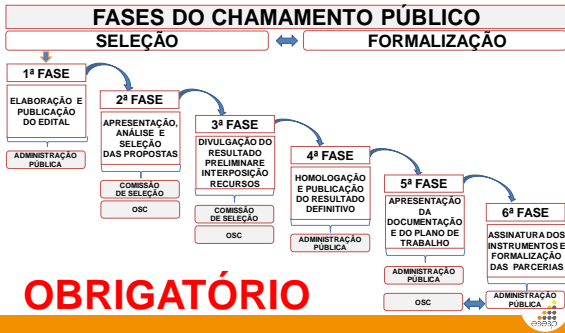 FASES DO CHAMAMENTO PÚBLICO
SELEÇÃO
FORMALIZAÇÃO
1ª FASE
ELABORAÇÃO E
PUBLICAÇÃO
DO EDITAL
ADMINISTRAÇÃO
PÚBLICA
2ª FASE
APRESENTAÇÃO,
ANÁLISE E
SELEÇÃO
DAS PROPOSTAS
COMISSÃO
DE SELEÇÃO
OSC
3ª FASE
DIVULGAÇÃO DO
RESULTADO
PRELIMINARE
INTERPOSIÇÃO
RECURSOS
COMISSÃO
DE SELEÇÃO
OSC
4ª FASE
HOMOLOGAÇÃO
E PUBLICAÇÃO
DO RESULTADO
DEFINITIVO
ADMINISTRAÇÃO
PÚBLICA
5ª FASE
APRESENTAÇÃO
DA
DOCUMENTAÇÃO
E DO PLANO DE
TRABALHO
ADMINISTRAÇÃO
PÚBLICA
OSC
6ª FASE
ASSINATURA DOS
INSTRUMENTOS E
FORMALIZAÇÃO
DAS PARCERIAS
ADMINISTRAÇÃO
PÚBLICA
OBRIGATÓRIO
esesp